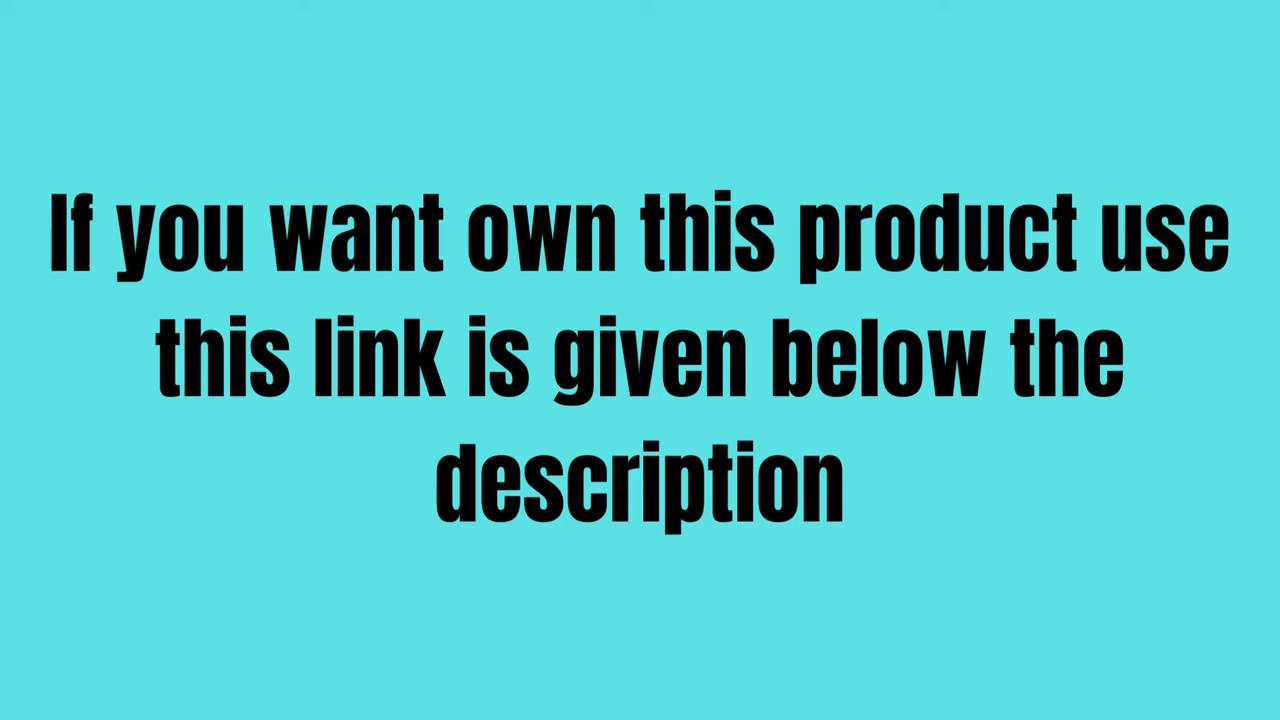 If you want own this product use
this link is given below the
description